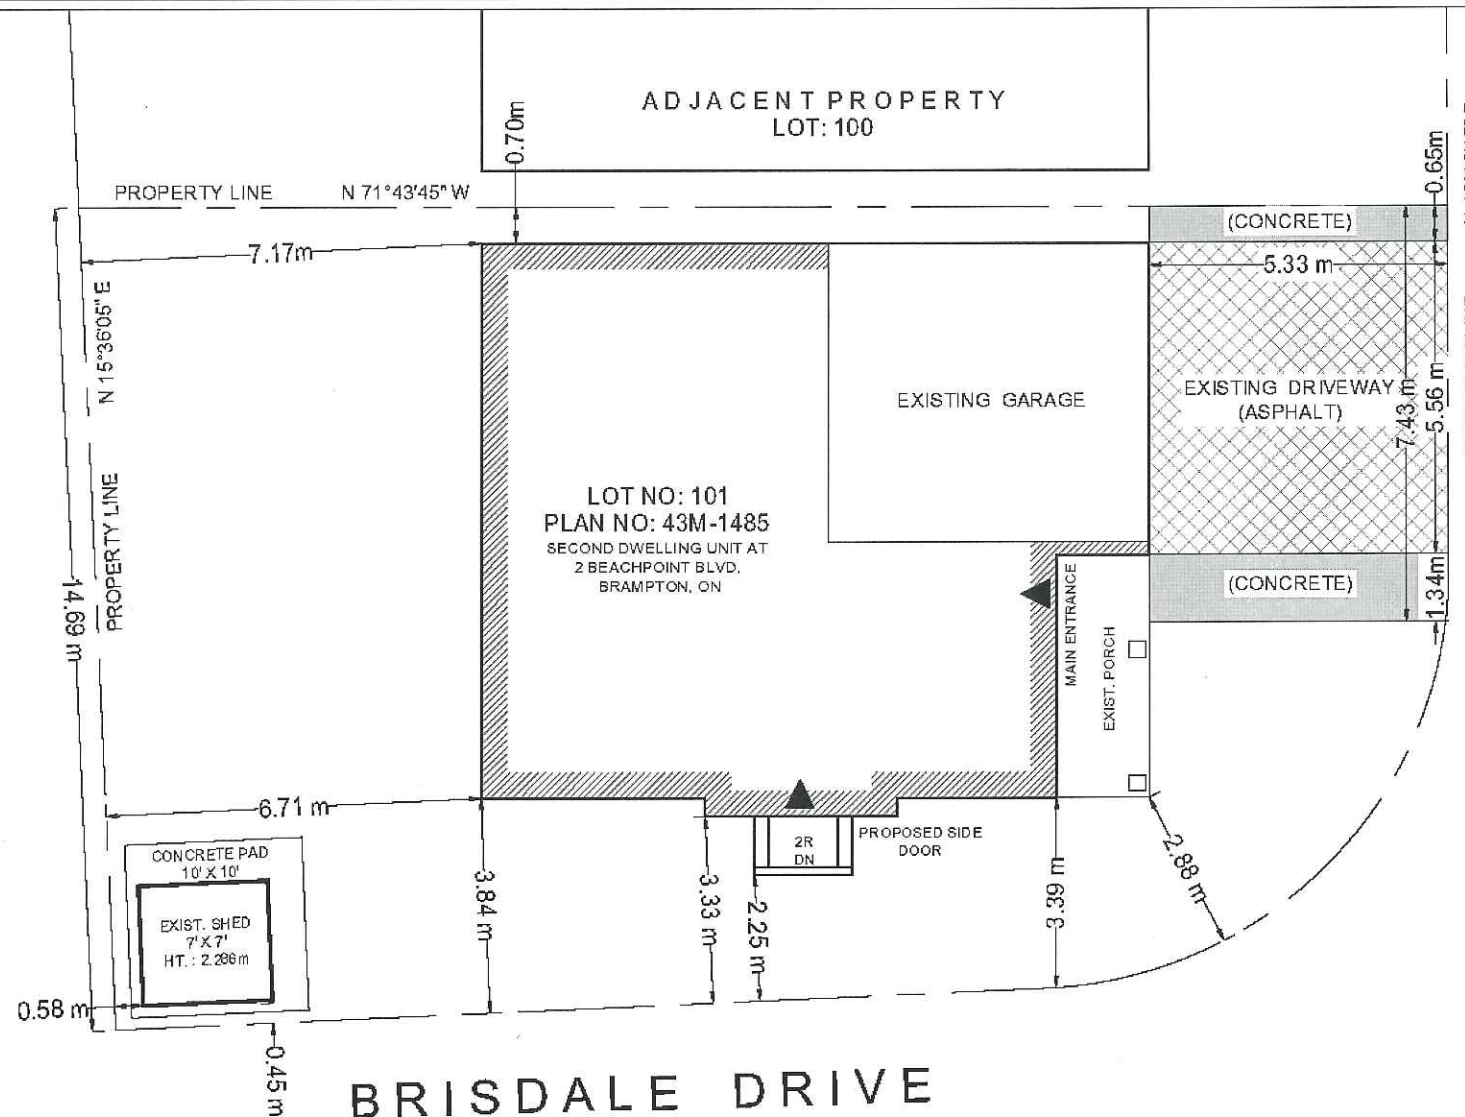 ADJACENT PROPERTY
LOT: 100
0.70m
0.65m
PROPERTY LINE
N 71°43'45" W
(CONCRETE)
7.17m
5.33 m
N 15°36'05" E
EXISTING GARAGE
EXISTING DRIVEWAY
(ASPHALT)
7.43 m
5.56 m
PROPERTY LINE
14.69 m
LOT NO: 101
PLAN NO: 43M-1485
SECOND DWELLING UNIT AT
2 BEACHPOINT BLVD,
BRAMPTON, ON
MAIN ENTRANCE
EXIST. PORCH
(CONCRETE)
1.34m
6.71 m
2R
DN
PROPOSED SIDE
DOOR
CONCRETE PAD
10' X 10'
EXIST. SHED
7' X 7'
HT. : 2.286m
3.84 m
3.33 m
2.25 m
3.39 m
2.88 m
0.58 m
0.45 m
BRISDALE DRIVE